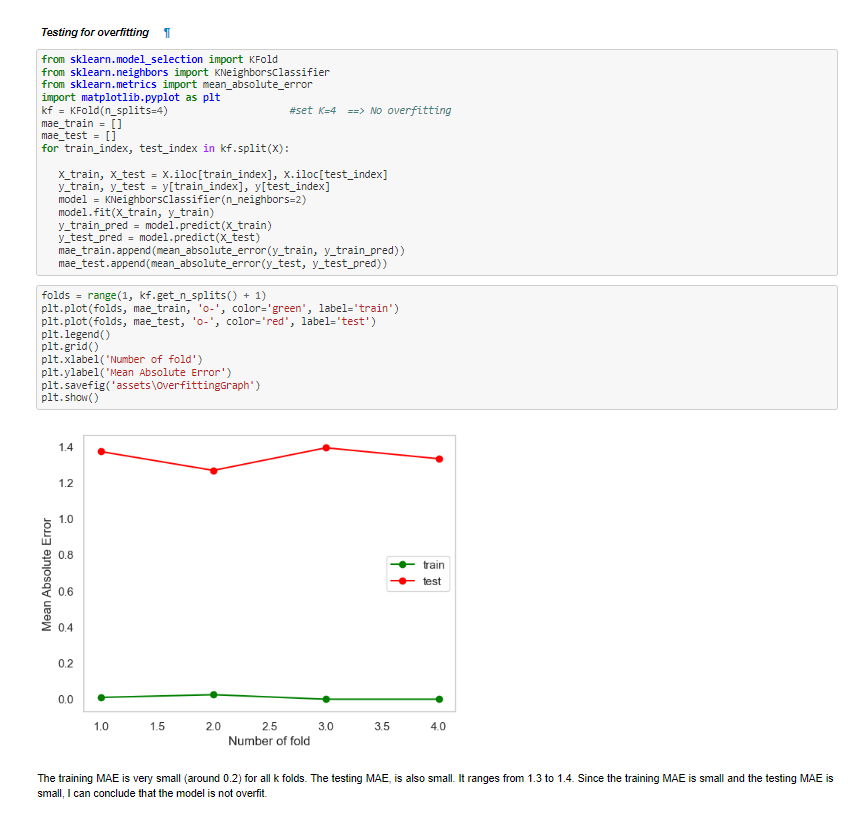 Testing for overfitting ¶
from sklearn.model_selection import KFold
from sklearn.neighbors import KNeighborsClassifier
from sklearn.metrics import mean_absolute_error
import matplotlib.pyplot as plt
kf = KFold(n_splits=4) #set K=4 ==> No overfitting
mae_train = []
mae_test = []
for train_index, test_index in kf.split(X):
X_train, X_test = X.iloc[train_index], X.iloc[test_index]
y_train, y_test = y[train_index], y[test_index]
model = KNeighborsClassifier(n_neighbors=2)
model.fit(X_train, y_train)
y_train_pred = model.predict(X_train)
y_test_pred = model.predict(X_test)
mae_train.append(mean_absolute_error(y_train, y_train_pred))
mae_test.append(mean_absolute_error(y_test, y_test_pred))
folds = range(1, kf.get_n_splits() + 1)
plt.plot(folds, mae_train, 'o-', color='green', label='train')
plt.plot(folds, mae_test, 'o-', color='red', label='test')
plt.legend()
plt.grid()
plt.xlabel('Number of fold')
plt.ylabel('Mean Absolute Error')
plt.savefig('assets\OverfittingGraph')
plt.show()
Mean Absolute Error
1.4
1.2
1.0
0.8
0.6
0.4
0.2
0.0
train
test
1.0 1.5 2.0 2.5 3.0 3.5 4.0
Number of fold
The training MAE is very small (around 0.2) for all k folds. The testing MAE, is also small. It ranges from 1.3 to 1.4. Since the training MAE is small and the testing MAE is
small, I can conclude that the model is not overfit.